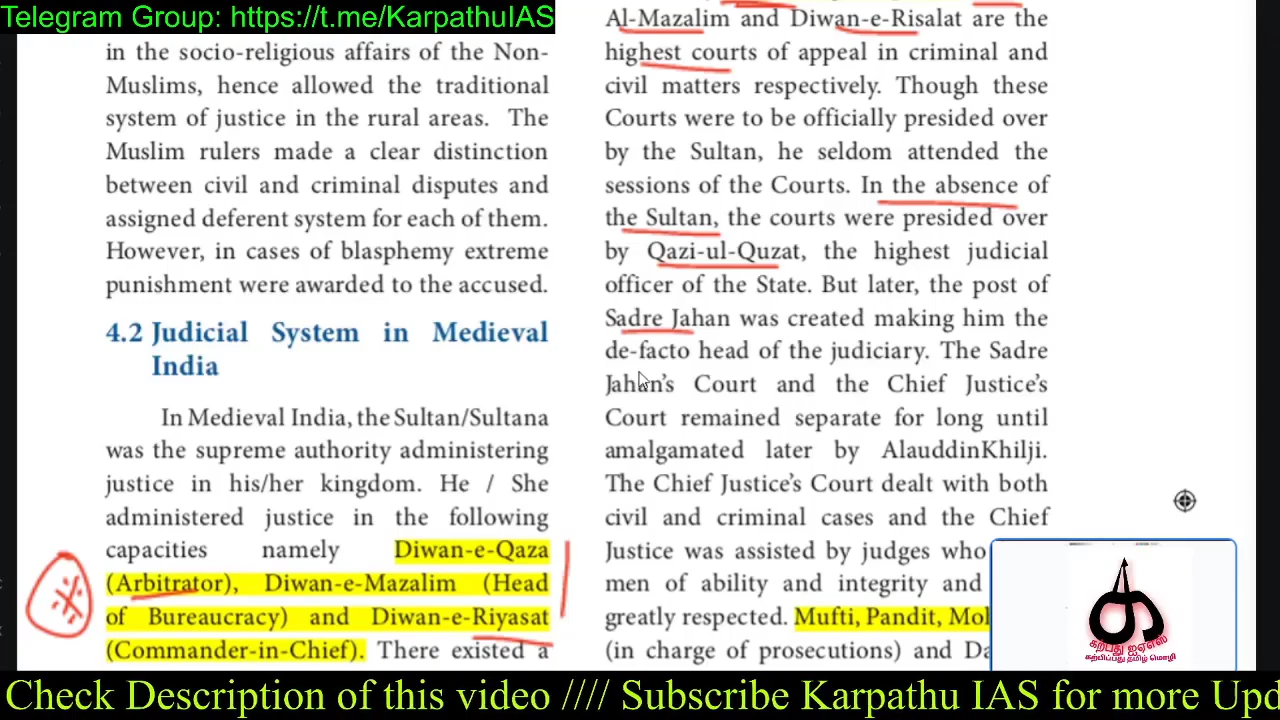 Telegram Group: https://t.me/KarpathuIAS
in the socio-religious affairs of the Non-
Muslims, hence allowed the traditional
system of justice in the rural areas. The
Muslim rulers made a clear distinction
between civil and criminal disputes and
assigned deferent system for each of them.
However, in cases of blasphemy extreme
punishment were awarded to the accused.
4.2 Judicial System in Medieval
India
In Medieval India, the Sultan/Sultana
was the supreme authority administering
justice in his/her kingdom. He / She
administered justice in the following
capacities namely Diwan-e-Qaza
(Arbitrator), Diwan-e-Mazalim (Head
of Bureaucracy) and Diwan-e-Riyasat
(Commander-in-Chief). There existed a
Al-Mazalim and Diwan-e-Risalat are the
highest courts of appeal in criminal and
civil matters respectively. Though these
Courts were to be officially presided over
by the Sultan, he seldom attended the
sessions of the Courts. In the absence of
the Sultan, the courts were presided over
by Qazi-ul-Quzat, the highest judicial
officer of the State. But later, the post of
Sadre Jahan was created making him the
de-facto head of the judiciary. The Sadre
Jahan's Court and the Chief Justice's
Court remained separate for long until
amalgamated later by AlauddinKhilji.
The Chief Justice's Court dealt with both
civil and criminal cases and the Chief
Justice was assisted by judges who
men of ability and integrity and
greatly respected. Mufti, Pandit, Mol
(in charge of prosecutions) and Da
கற்பது ஐஏஎஸ்
கற்பிப்பது தமிழ் மொழி
Check Description of this video //// Subscribe Karpathu IAS for more Upd